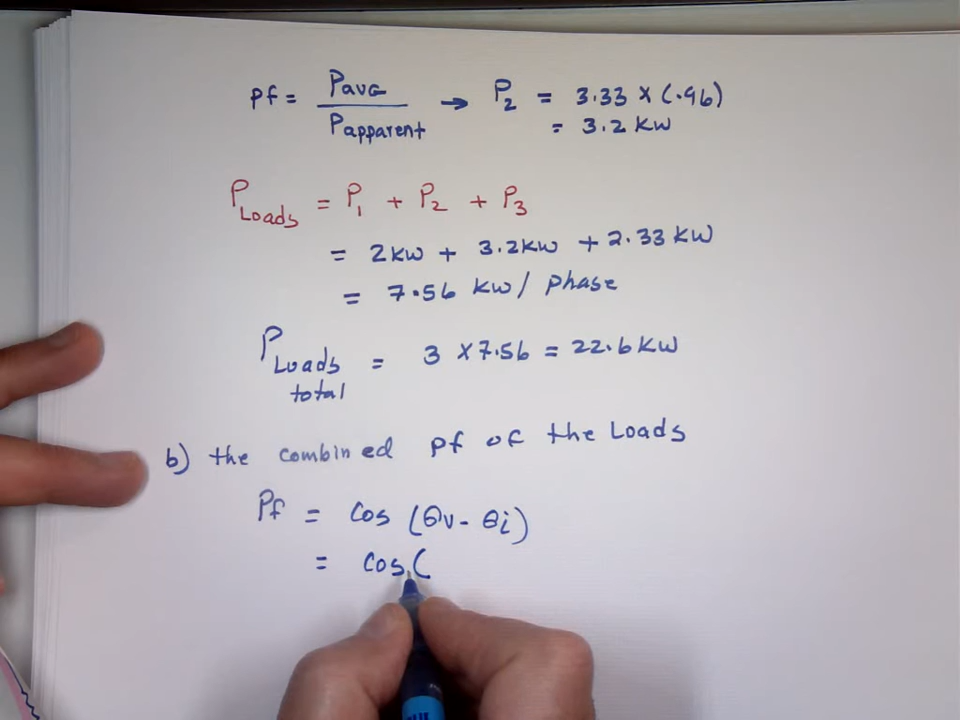 Pf = Pavg / Papparent → P2 = 3.33 × (.96)
= 3.2 KW
PLoads = P1 + P2 + P3
= 2KW + 3.2KW + 2.33 KW
= 7.56 KW / phase
PLoads total = 3 × 7.56 = 22.6 KW
b) the combined pf of the Loads
Pf = cos (θv - θi)
= cos (